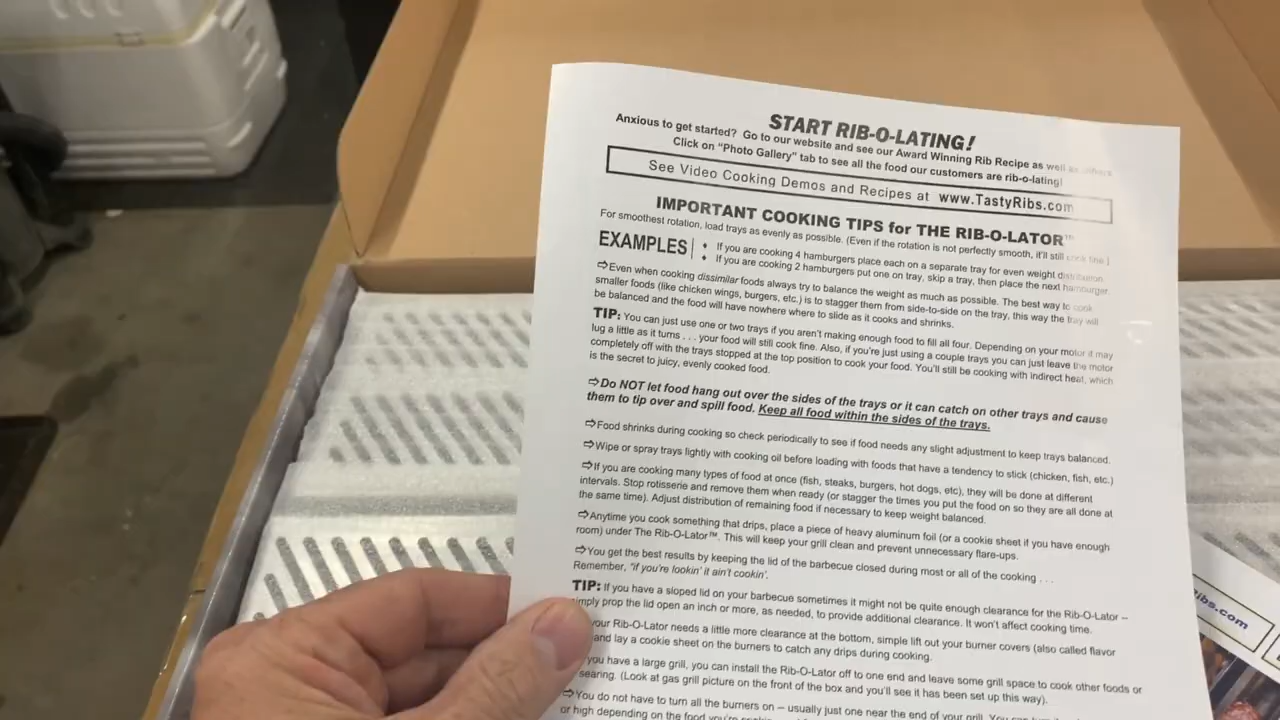 START RIB-O-LATING!
Anxious to get started? Go to our website and see our Award Winning Rib Recipe as well as others
Click on "Photo Gallery" tab to see all the food our customers are rib-o-lating!
See Video Cooking Demos and Recipes at www.TastyRibs.com
IMPORTANT COOKING TIPS for THE RIB-O-LATOR™
For smoothest rotation, load trays as evenly as possible. (Even if the rotation is not perfectly smooth, it'll still cook fine.)
EXAMPLES
♦ If you are cooking 4 hamburgers place each on a separate tray for even weight distribution.
♦ If you are cooking 2 hamburgers put one on tray, skip a tray, then place the next hamburger.
⇨Even when cooking dissimilar foods always try to balance the weight as much as possible. The best way to cook
smaller foods (like chicken wings, burgers, etc.) is to stagger them from side-to-side on the tray, this way the tray will
be balanced and the food will have nowhere where to slide as it cooks and shrinks.
TIP: You can just use one or two trays if you aren't making enough food to fill all four. Depending on your motor it may
lug a little as it turns . . . your food will still cook fine. Also, if you're just using a couple trays you can just leave the motor
completely off with the trays stopped at the top position to cook your food. You'll still be cooking with indirect heat, which
is the secret to juicy, evenly cooked food.
⇨Do NOT let food hang out over the sides of the trays or it can catch on other trays and cause
them to tip over and spill food. Keep all food within the sides of the trays.
⇨Food shrinks during cooking so check periodically to see if food needs any slight adjustment to keep trays balanced.
⇨Wipe or spray trays lightly with cooking oil before loading with foods that have a tendency to stick (chicken, fish, etc.)
⇨If you are cooking many types of food at once (fish, steaks, burgers, hot dogs, etc), they will be done at different
intervals. Stop rotisserie and remove them when ready (or stagger the times you put the food on so they are all done at
the same time). Adjust distribution of remaining food if necessary to keep weight balanced.
⇨Anytime you cook something that drips, place a piece of heavy aluminum foil (or a cookie sheet if you have enough
room) under The Rib-O-Lator™. This will keep your grill clean and prevent unnecessary flare-ups.
⇨You get the best results by keeping the lid of the barbecue closed during most or all of the cooking . . .
Remember, "if you're lookin' it ain't cookin'.
TIP: If you have a sloped lid on your barbecue sometimes it might not be quite enough clearance for the Rib-O-Lator –
simply prop the lid open an inch or more, as needed, to provide additional clearance. It won't affect cooking time.
your Rib-O-Lator needs a little more clearance at the bottom, simple lift out your burner covers (also called flavor
and lay a cookie sheet on the burners to catch any drips during cooking.
you have a large grill, you can install the Rib-O-Lator off to one end and leave some grill space to cook other foods or
searing. (Look at gas grill picture on the front of the box and you'll see it has been set up this way).
⇨You do not have to turn all the burners on – usually just one near the end of your grill. You can
or high depending on the food you're
ibs.com